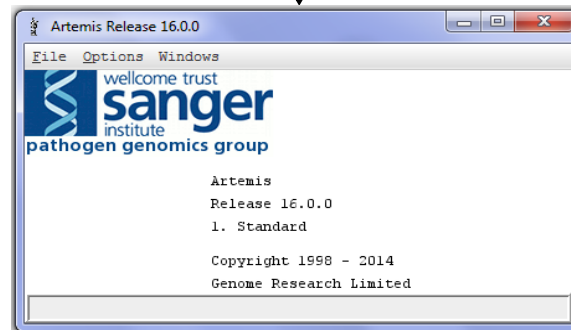 Artemis Release 16.0.0
File Options Windows
wellcome trust
sanger
institute
pathogen genomics group
Artemis
Release 16.0.0
1. Standard
Copyright 1998 - 2014
Genome Research Limited